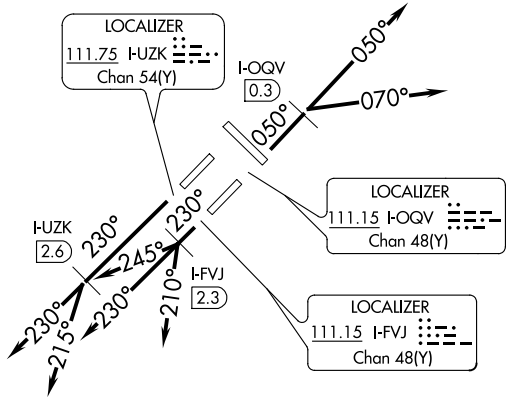 LOCALIZER
111.75 I-UZK
Chan 54(Y)
I-OQV
0.3
050°
050°
070°
LOCALIZER
111.15 I-OQV
Chan 48(Y)
I-UZK
2.6
230°
230°
245°
230°
215°
230°
210°
I-FVJ
2.3
LOCALIZER
111.15 I-FVJ
Chan 48(Y)